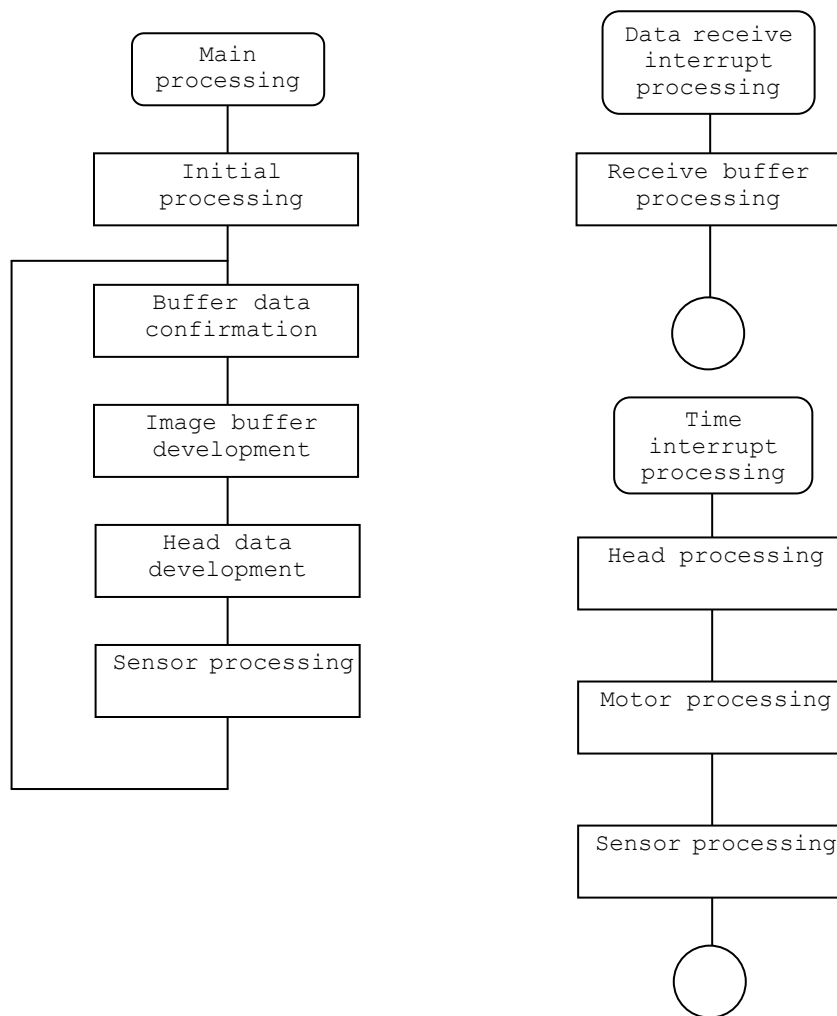 Main
processing
Initial
processing
Buffer data
confirmation
Image buffer
development
Head data
development
Sensor processing
Data receive
interrupt
processing
Receive buffer
processing
Time
interrupt
processing
Head processing
Motor processing
Sensor processing